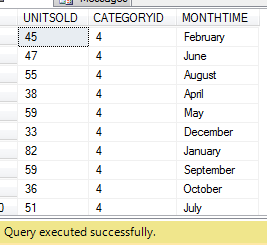 Messages
UNITSOLD CATEGORYID MONTHTIME
45 4 February
47 4 June
55 4 August
38 4 April
59 4 May
33 4 December
82 4 January
59 4 September
36 4 October
51 4 July
Query executed successfully.